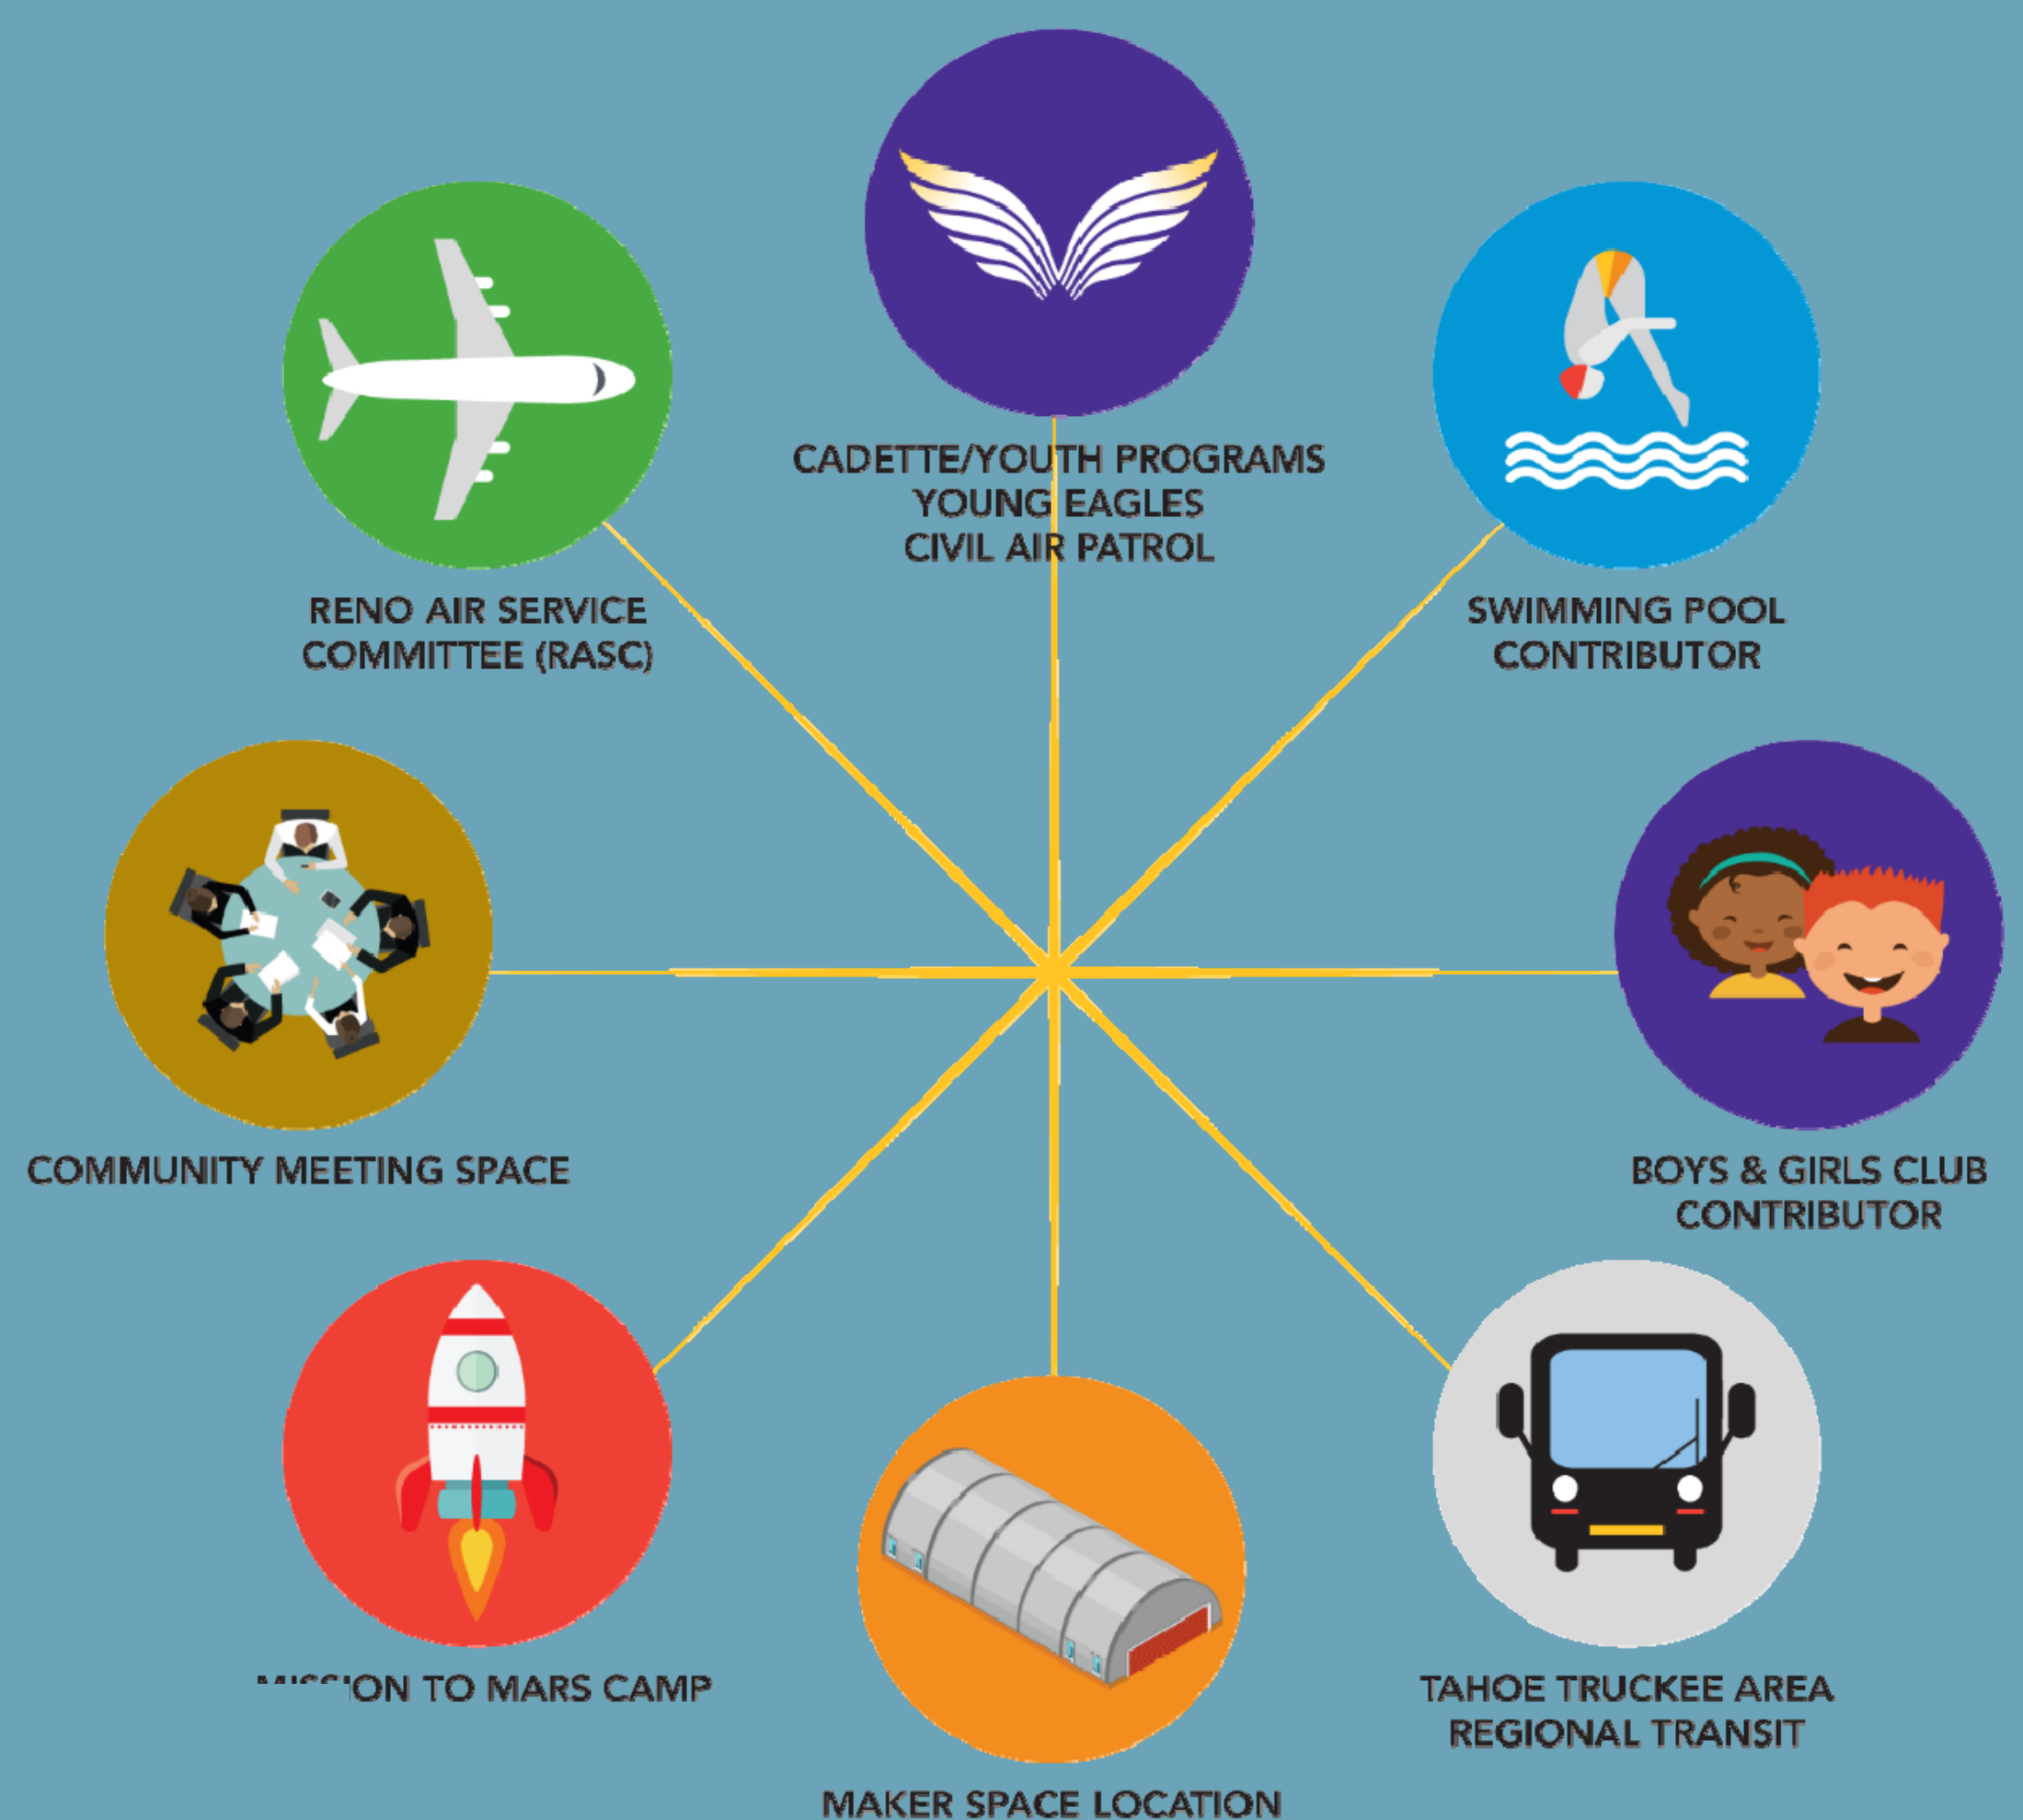 CADETTE/YOUTH PROGRAMS
YOUNG EAGLES
CIVIL AIR PATROL
RENO AIR SERVICE
COMMITTEE (RASC)
SWIMMING POOL
CONTRIBUTOR
COMMUNITY MEETING SPACE
BOYS & GIRLS CLUB
CONTRIBUTOR
MISSION TO MARS CAMP
TAHOE TRUCKEE AREA
REGIONAL TRANSIT
MAKER SPACE LOCATION